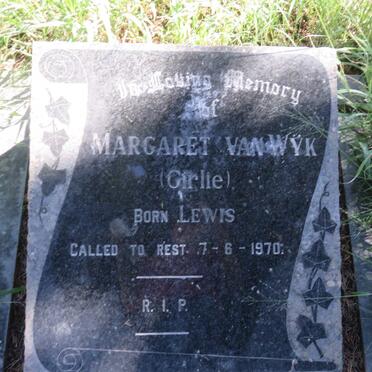 In Loving Memory
of
MARGARET VAN WYK
(Girlie)
BORN LEWIS
CALLED TO REST 7-6-1970.
R.I.P.